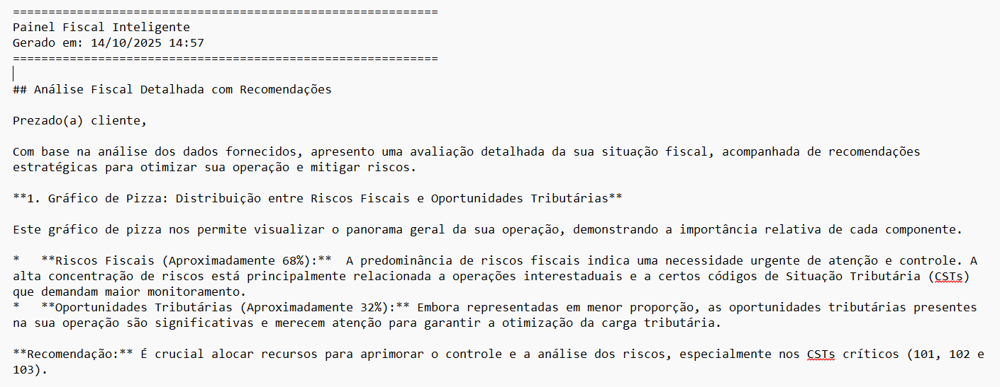 ============================================================
Painel Fiscal Inteligente
Gerado em: 14/10/2025 14:57
============================================================
## Análise Fiscal Detalhada com Recomendações
Prezado(a) cliente,
Com base na análise dos dados fornecidos, apresento uma avaliação detalhada da sua situação fiscal, acompanhada de recomendações
estratégicas para otimizar sua operação e mitigar riscos.
**1. Gráfico de Pizza: Distribuição entre Riscos Fiscais e Oportunidades Tributárias**
Este gráfico de pizza nos permite visualizar o panorama geral da sua operação, demonstrando a importância relativa de cada componente.
*   **Riscos Fiscais (Aproximadamente 68%):**  A predominância de riscos fiscais indica uma necessidade urgente de atenção e controle. A
alta concentração de riscos está principalmente relacionada a operações interestaduais e a certos códigos de Situação Tributária (CSTs)
que demandam maior monitoramento.
*   **Oportunidades Tributárias (Aproximadamente 32%):** Embora representadas em menor proporção, as oportunidades tributárias presentes
na sua operação são significativas e merecem atenção para garantir a otimização da carga tributária.
**Recomendação:** É crucial alocar recursos para aprimorar o controle e a análise dos riscos, especialmente nos CSTs críticos (101, 102 e
103).